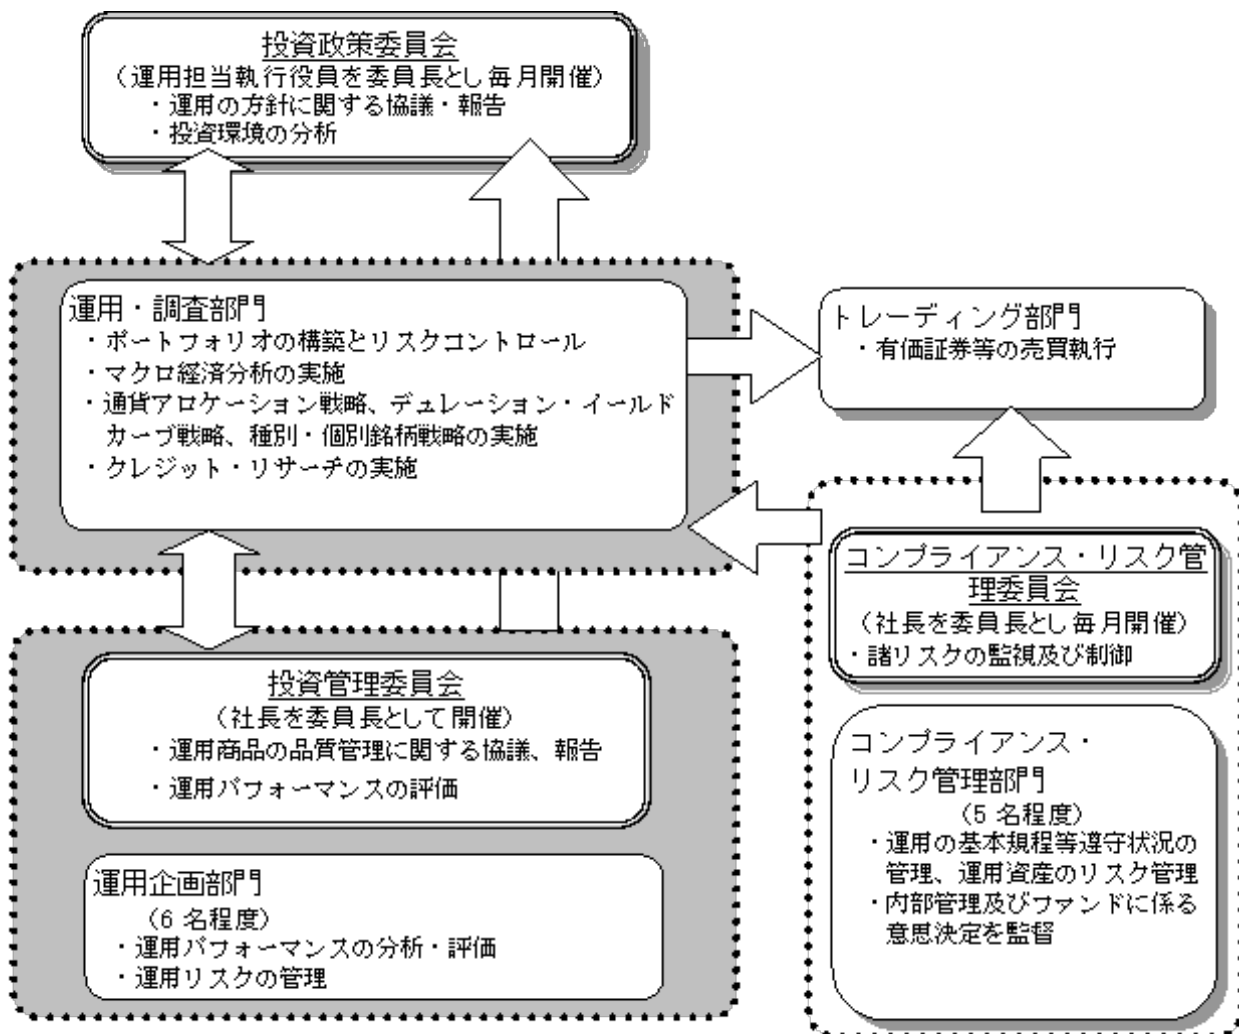 投資政策委員会
（運用担当執行役員を委員長とし毎月開催）
・運用の方針に関する協議・報告
・投資環境の分析
運用・調査部門
・ポートフォリオの構築とリスクコントロール
・マクロ経済分析の実施
・通貨アロケーション戦略、デュレーション・イールド
カーブ戦略、種別・個別銘柄戦略の実施
・クレジット・リサーチの実施
トレーディング部門
・有価証券等の売買執行
コンプライアンス・リスク管
理委員会
（社長を委員長とし毎月開催）
・諸リスクの監視及び制御
投資管理委員会
（社長を委員長として開催）
・運用商品の品質管理に関する協議、報告
・運用パフォーマンスの評価
運用企画部門
（6 名程度）
・運用パフォーマンスの分析・評価
・運用リスクの管理
コンプライアンス・
リスク管理部門
（5 名程度）
・運用の基本規程等遵守状況の
管理、運用資産のリスク管理
・内部管理及びファンドに係る
意思決定を監督